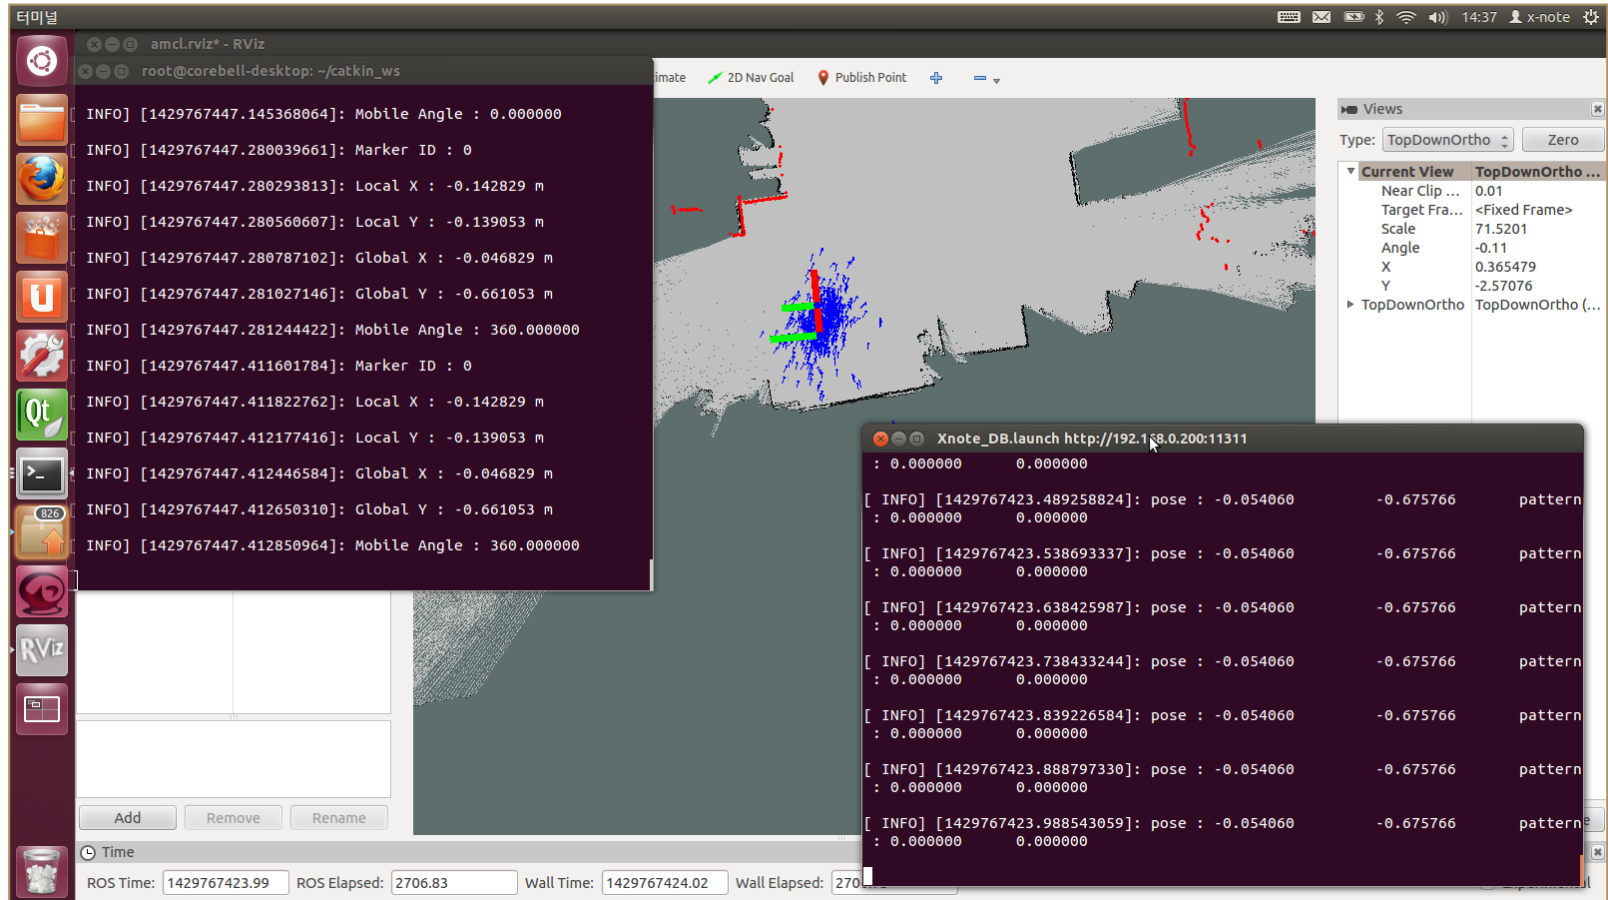 터미널
14:37 x-note
amcl.rviz* - RViz
root@corebell-desktop: ~/catkin_ws
imate 2D Nav Goal Publish Point
INFO] [1429767447.145368064]: Mobile Angle : 0.000000
INFO] [1429767447.280039661]: Marker ID : 0
INFO] [1429767447.280293813]: Local X : -0.142829 m
INFO] [1429767447.280560607]: Local Y : -0.139053 m
INFO] [1429767447.280787102]: Global X : -0.046829 m
INFO] [1429767447.281027146]: Global Y : -0.661053 m
INFO] [1429767447.281244422]: Mobile Angle : 360.000000
INFO] [1429767447.411601784]: Marker ID : 0
INFO] [1429767447.411822762]: Local X : -0.142829 m
INFO] [1429767447.412177416]: Local Y : -0.139053 m
INFO] [1429767447.412446584]: Global X : -0.046829 m
INFO] [1429767447.412650310]: Global Y : -0.661053 m
INFO] [1429767447.412850964]: Mobile Angle : 360.000000
Views
Type: TopDownOrtho Zero
Current View TopDownOrtho ...
Near Clip ... 0.01
Target Fra... <Fixed Frame>
Scale 71.5201
Angle -0.11
X 0.365479
Y -2.57076
TopDownOrtho TopDownOrtho (...
Qt
826
RViz
Xnote_DB.launch http://192.168.0.200:11311
: 0.000000 0.000000
[ INFO] [1429767423.489258824]: pose : -0.054060 -0.675766 pattern
: 0.000000 0.000000
[ INFO] [1429767423.538693337]: pose : -0.054060 -0.675766 pattern
: 0.000000 0.000000
[ INFO] [1429767423.638425987]: pose : -0.054060 -0.675766 pattern
: 0.000000 0.000000
[ INFO] [1429767423.738433244]: pose : -0.054060 -0.675766 pattern
: 0.000000 0.000000
[ INFO] [1429767423.839226584]: pose : -0.054060 -0.675766 pattern
: 0.000000 0.000000
[ INFO] [1429767423.888797330]: pose : -0.054060 -0.675766 pattern
: 0.000000 0.000000
[ INFO] [1429767423.988543059]: pose : -0.054060 -0.675766 pattern
: 0.000000 0.000000
Add Remove Rename
Time
ROS Time: 1429767423.99 ROS Elapsed: 2706.83 Wall Time: 1429767424.02 Wall Elapsed: 270